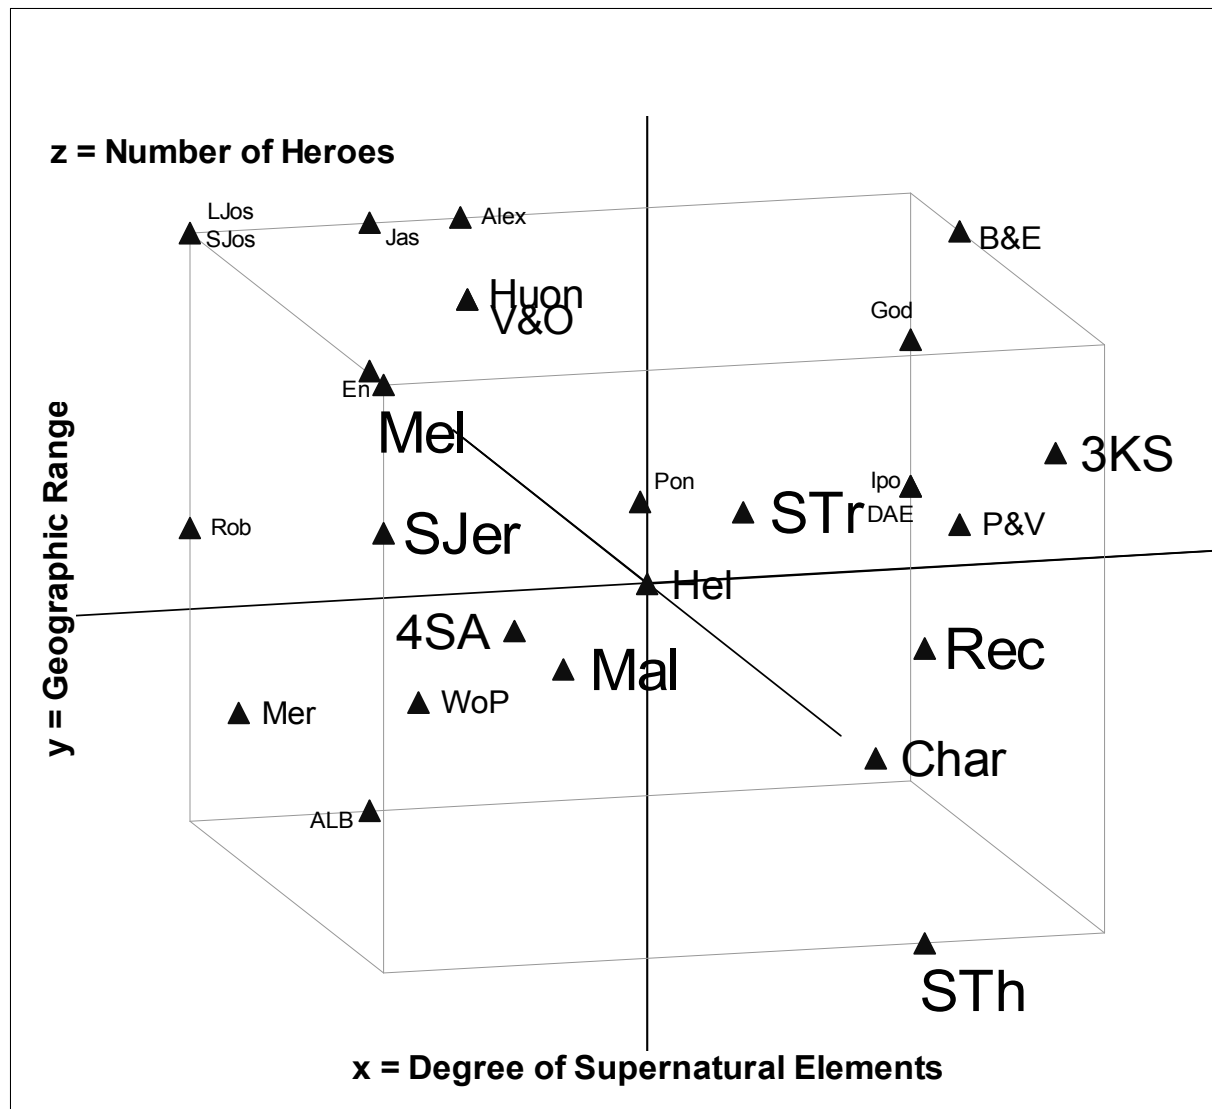 z = Number of Heroes
LJos
SJos
Jas
Alex
B&E
Huon
V&O
God
En
Mel
3KS
Pon
Ipo
STr
DAE
P&V
Rob
SJer
Hel
4SA
Mal
Rec
WoP
Mer
Char
ALB
STh
y = Geographic Range
x = Degree of Supernatural Elements